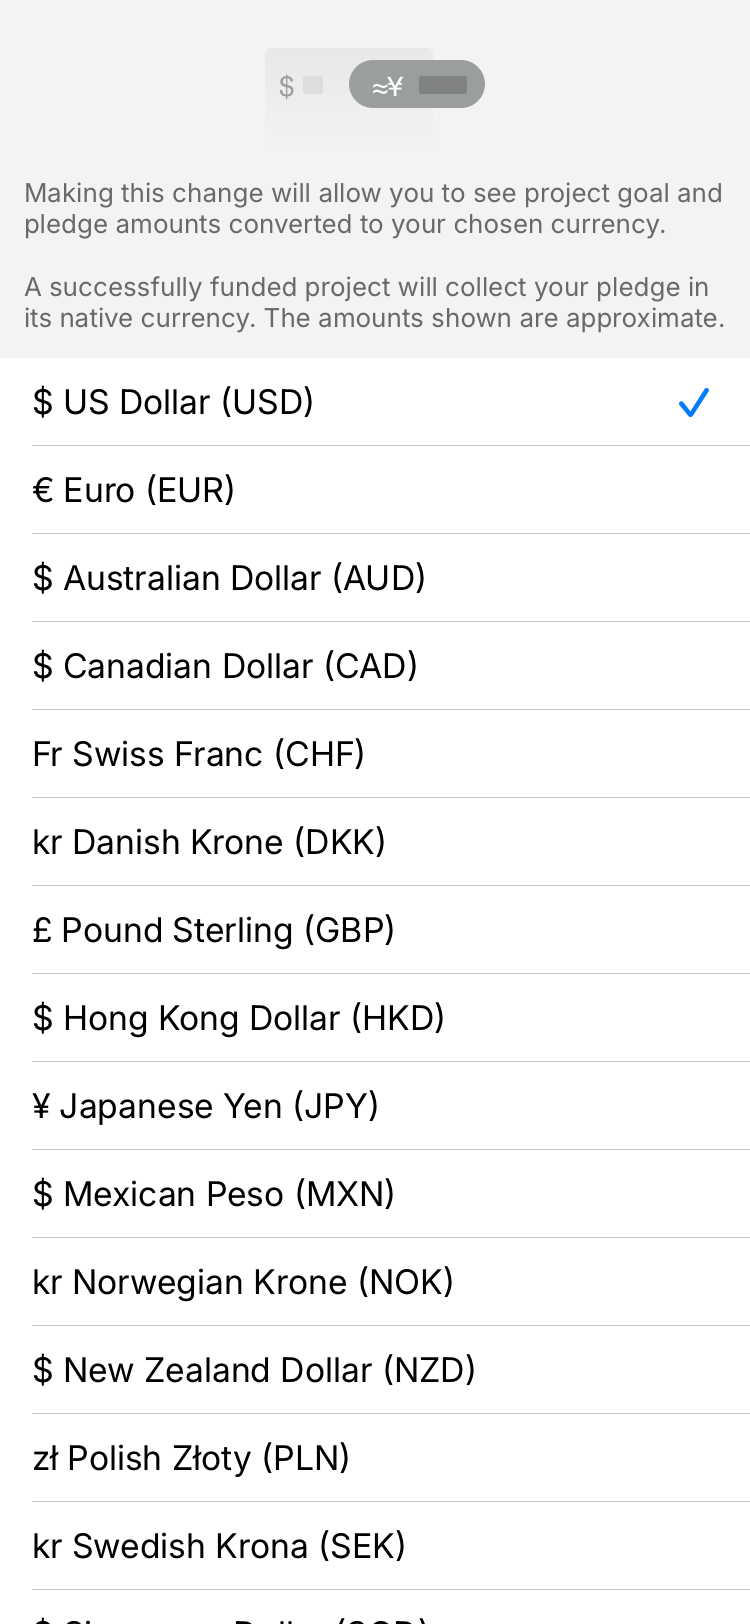 $ ≈¥
Making this change will allow you to see project goal and
pledge amounts converted to your chosen currency.
A successfully funded project will collect your pledge in
its native currency. The amounts shown are approximate.
$ US Dollar (USD)
€ Euro (EUR)
$ Australian Dollar (AUD)
$ Canadian Dollar (CAD)
Fr Swiss Franc (CHF)
kr Danish Krone (DKK)
£ Pound Sterling (GBP)
$ Hong Kong Dollar (HKD)
¥ Japanese Yen (JPY)
$ Mexican Peso (MXN)
kr Norwegian Krone (NOK)
$ New Zealand Dollar (NZD)
zł Polish Złoty (PLN)
kr Swedish Krona (SEK)